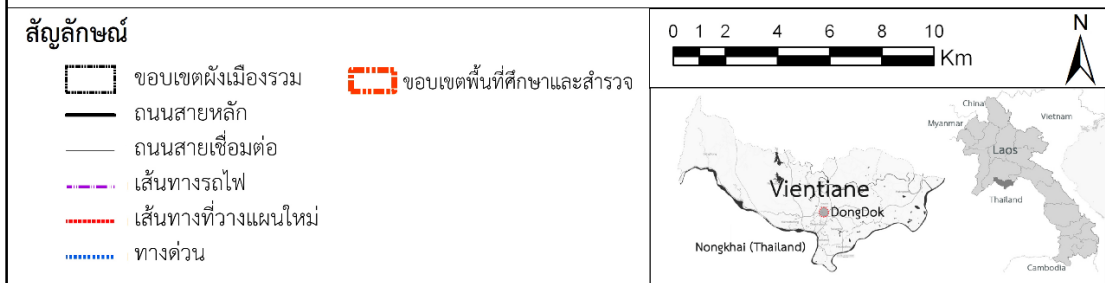 สัญลักษณ์
ขอบเขตผังเมืองรวม
ขอบเขตพื้นที่ศึกษาและสำรวจ
ถนนสายหลัก
ถนนสายเชื่อมต่อ
เส้นทางรถไฟ
เส้นทางที่วางแผนใหม่
ทางด่วน
0 1 2 4 6 8 10
Km
N
Vientiane
DongDok
Nongkhai (Thailand)
China
Myanmar
Vietnam
Laos
Thailand
Cambodia